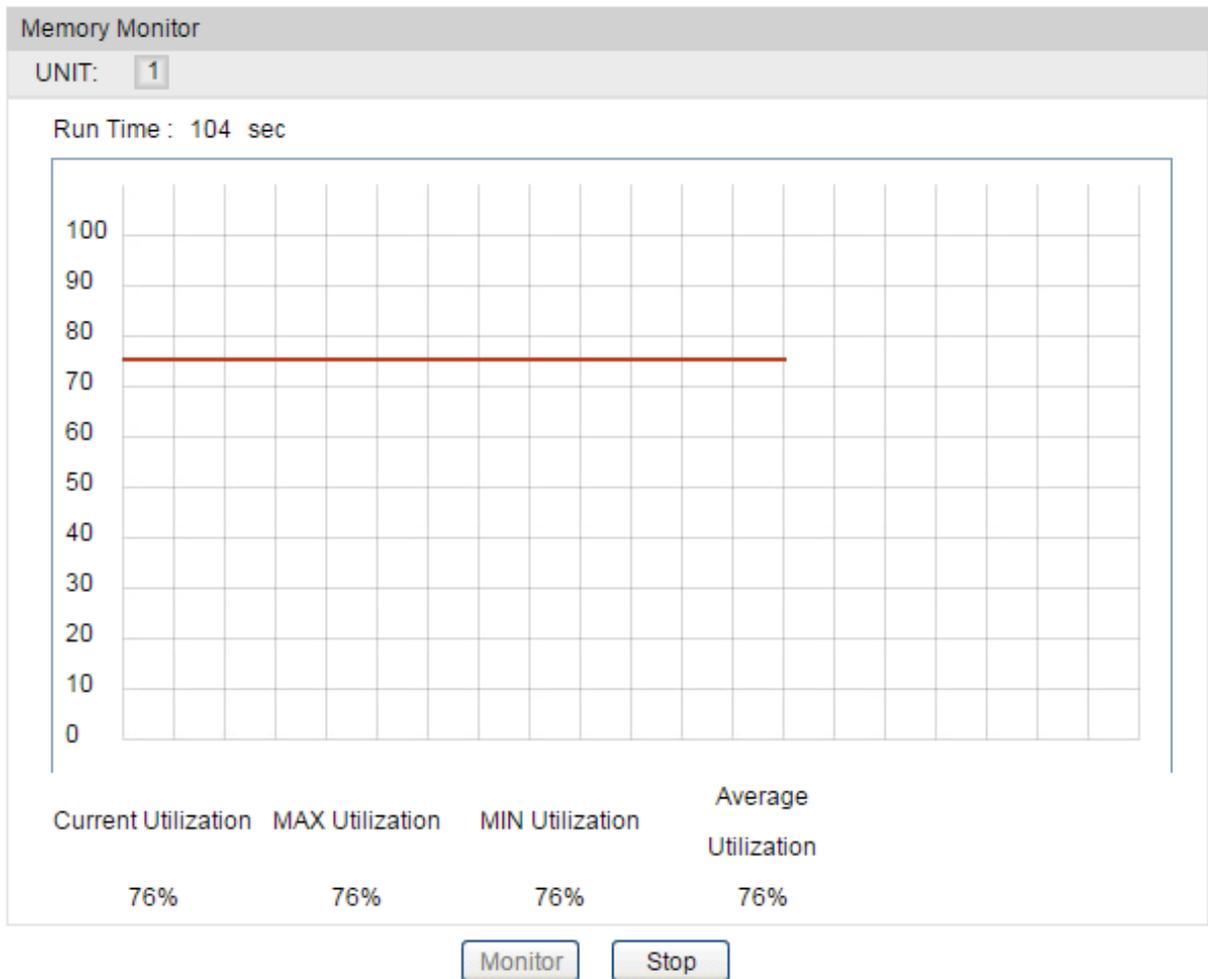 Memory Monitor
UNIT: 1
Run Time : 104 sec
100
90
80
70
60
50
40
30
20
10
0
Current Utilization MAX Utilization MIN Utilization Average Utilization
76% 76% 76% 76%
Monitor Stop